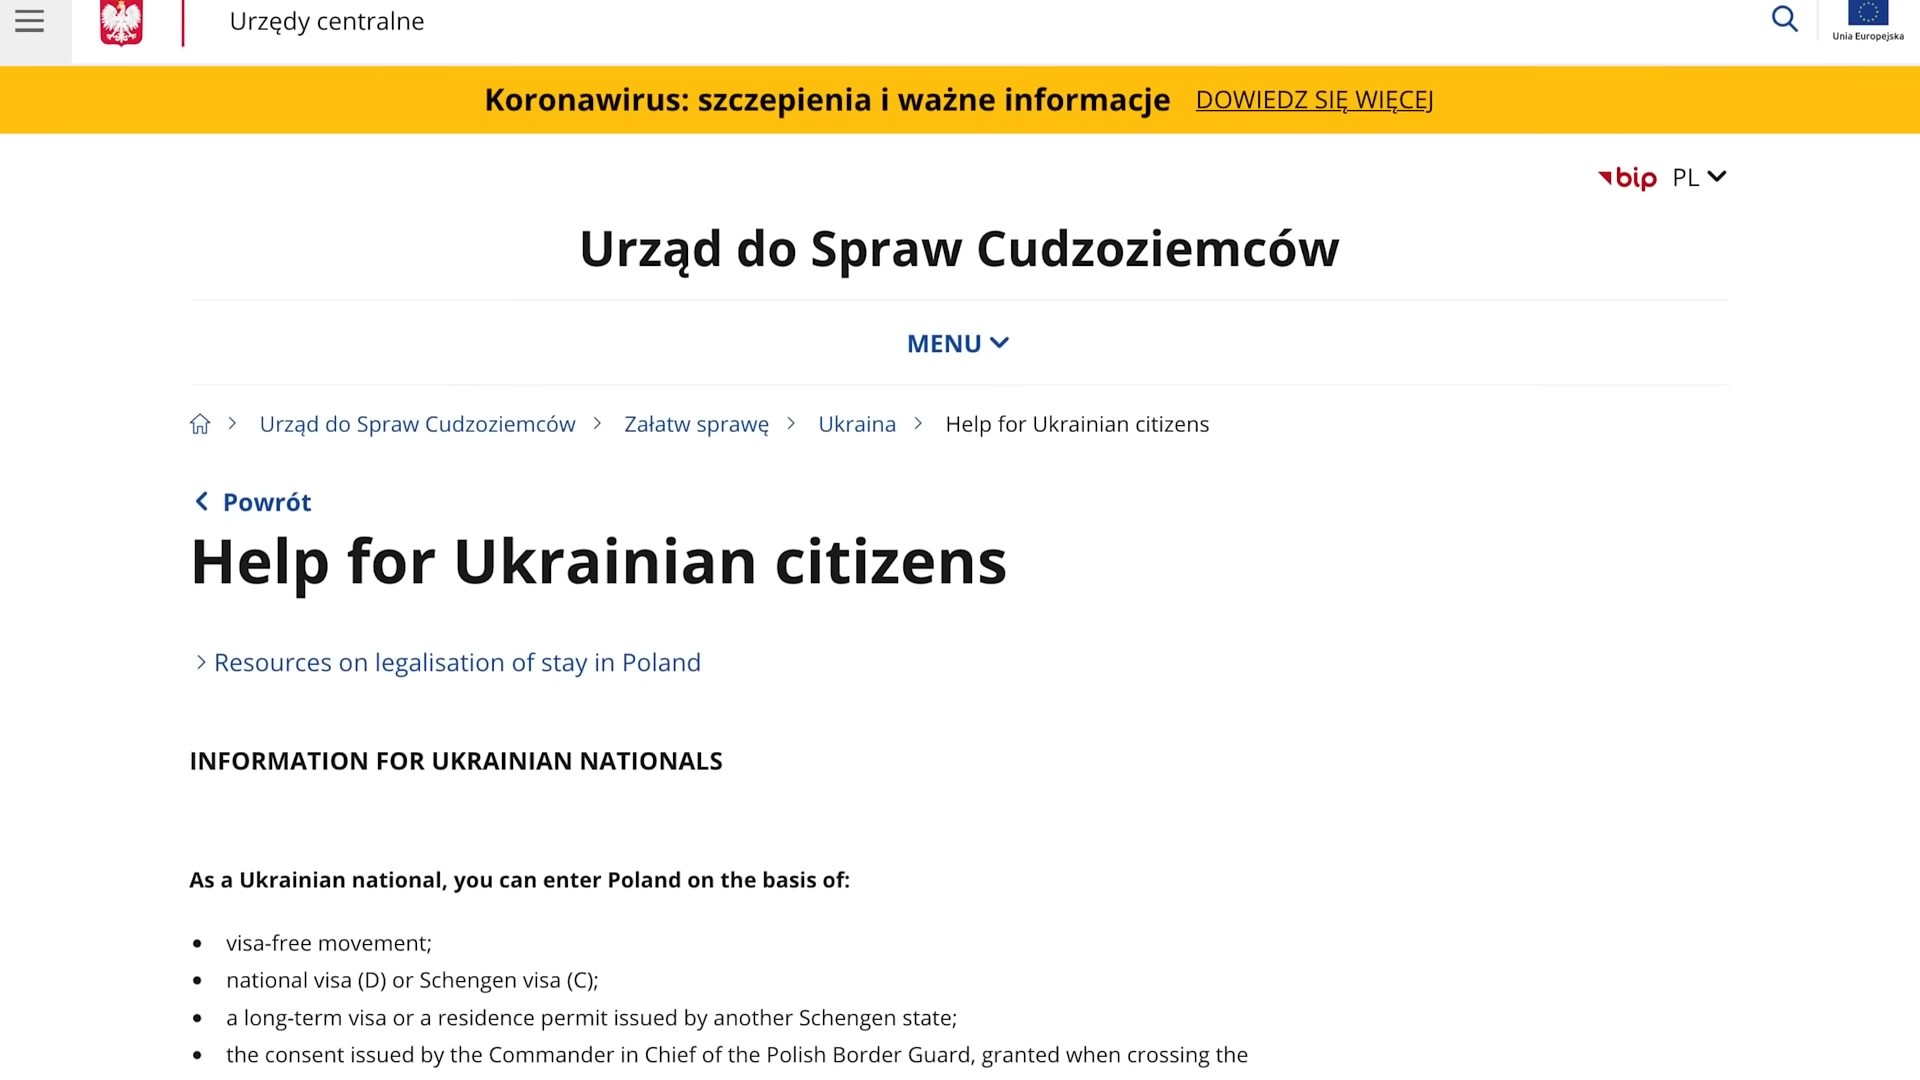 Urzędy centralne
Unia Europejska
Koronawirus: szczepienia i ważne informacje DOWIEDZ SIĘ WIĘCEJ
bip PL
Urząd do Spraw Cudzoziemców
MENU
Urząd do Spraw Cudzoziemców > Załatw sprawę > Ukraina > Help for Ukrainian citizens
Powrót
Help for Ukrainian citizens
Resources on legalisation of stay in Poland
INFORMATION FOR UKRAINIAN NATIONALS
As a Ukrainian national, you can enter Poland on the basis of:
• visa-free movement;
• national visa (D) or Schengen visa (C);
• a long-term visa or a residence permit issued by another Schengen state;
• the consent issued by the Commander in Chief of the Polish Border Guard, granted when crossing the